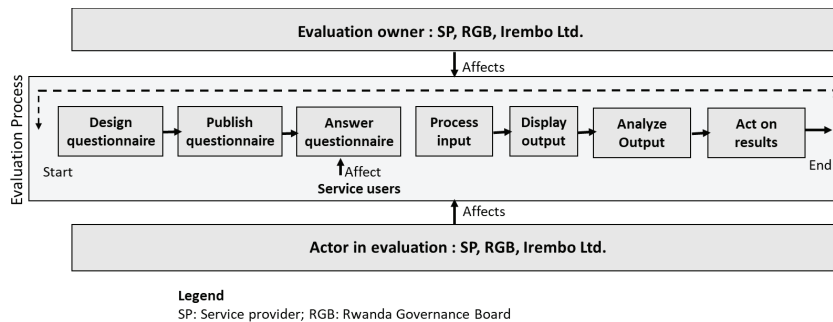 Evaluation owner : SP, RGB, Irembo Ltd.
Affects
Evaluation Process
Design
questionnaire
Publish
questionnaire
Answer
questionnaire
Process
input
Display
output
Analyze
Output
Act on
results
Start
Affect
Service users
End
Affects
Actor in evaluation : SP, RGB, Irembo Ltd.
Legend
SP: Service provider; RGB: Rwanda Governance Board